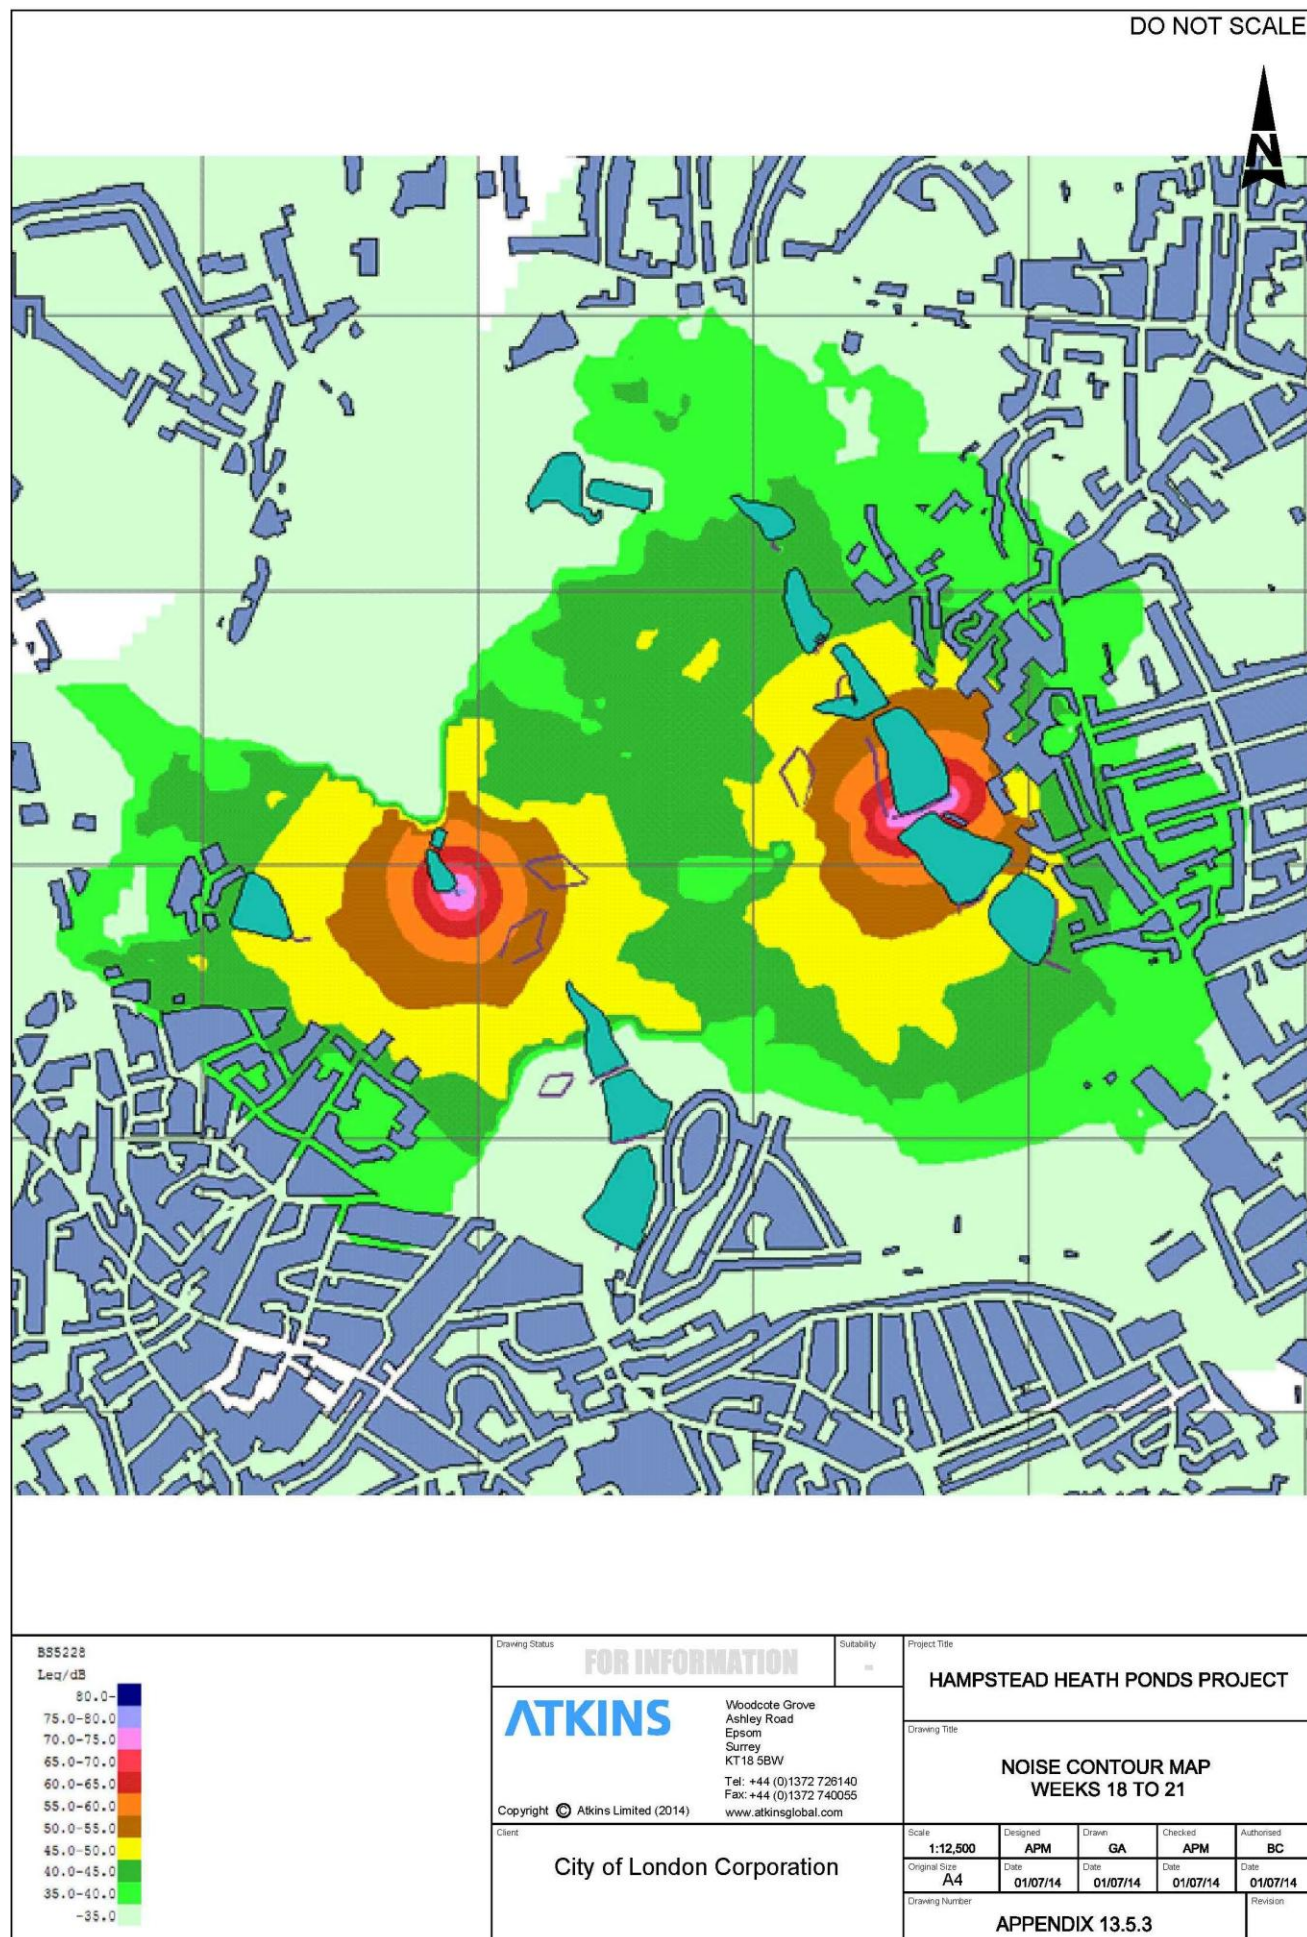 DO NOT SCALE
N
BS5228
Leq/dB
80.0-
75.0-80.0
70.0-75.0
65.0-70.0
60.0-65.0
55.0-60.0
50.0-55.0
45.0-50.0
40.0-45.0
35.0-40.0
-35.0
Drawing Status
FOR INFORMATION
Suitability
ATKINS
Woodcote Grove
Ashley Road
Epsom
Surrey
KT18 5BW
Tel: +44 (0)1372 726140
Fax: +44 (0)1372 740055
Copyright © Atkins Limited (2014)
www.atkinsglobal.com
Client
City of London Corporation
Project Title
HAMPSTEAD HEATH PONDS PROJECT
Drawing Title
NOISE CONTOUR MAP
WEEKS 18 TO 21
Scale
1:12,500
Designed
APM
Drawn
GA
Checked
APM
Authorised
BC
Original Size
A4
Date
01/07/14
Date
01/07/14
Date
01/07/14
Date
01/07/14
Drawing Number
APPENDIX 13.5.3
Revision